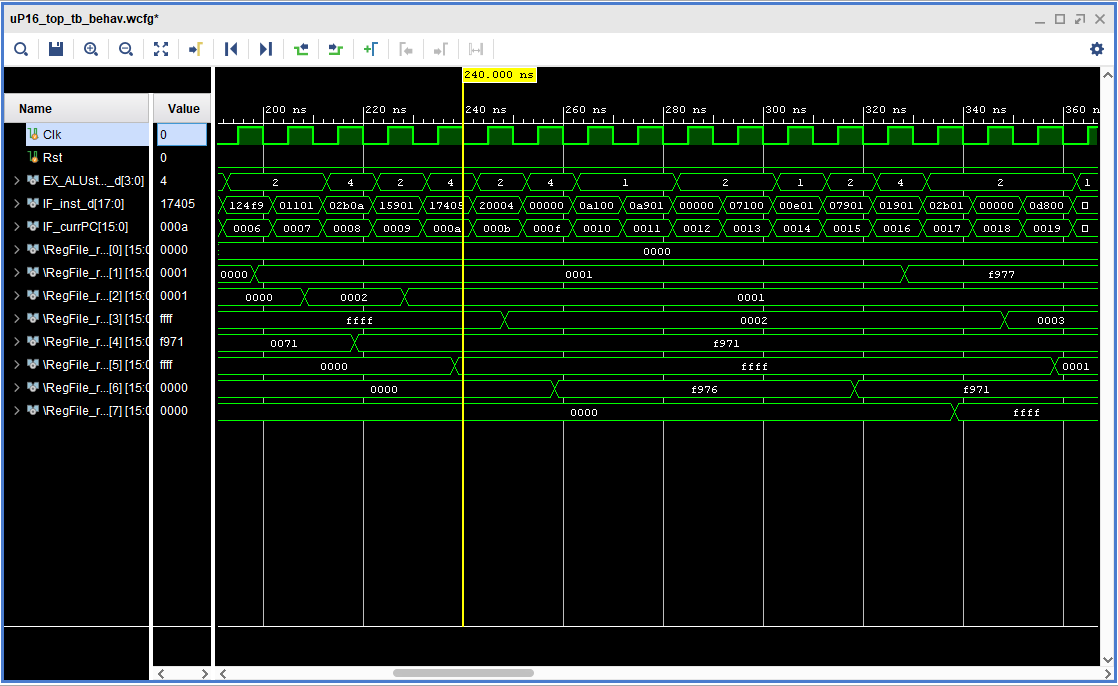 uP16_top_tb_behav.wcfg*
240.000 ns
200 ns 220 ns 240 ns 260 ns 280 ns 300 ns 320 ns 340 ns 360 n
Name Value
Clk 0
Rst 0
EX_ALUst..._d[3:0] 4 2 4 2 4 2 4 1 2 1 2 4 2 1
IF_inst_d[17:0] 17405 124f9 01101 02b0a 15901 17405 20004 00000 0a100 0a901 00000 07100 00e01 07901 01901 02b01 00000 0d800
IF_currPC[15:0] 000a 0006 0007 0008 0009 000a 000b 000f 0010 0011 0012 0013 0014 0015 0016 0017 0018 0019
\RegFile_r...[0] [15:0 0000 0000
\RegFile_r...[1] [15:0 0001 0000 0001 f977
\RegFile_r...[2] [15:0 0001 0000 0002 0001
\RegFile_r...[3] [15:0 ffff ffff 0002 0003
\RegFile_r...[4] [15:0 f971 0071 f971
\RegFile_r...[5] [15:0 ffff 0000 ffff 0001
\RegFile_r...[6] [15:0 0000 0000 f976 f971
\RegFile_r...[7] [15:0 0000 0000 ffff